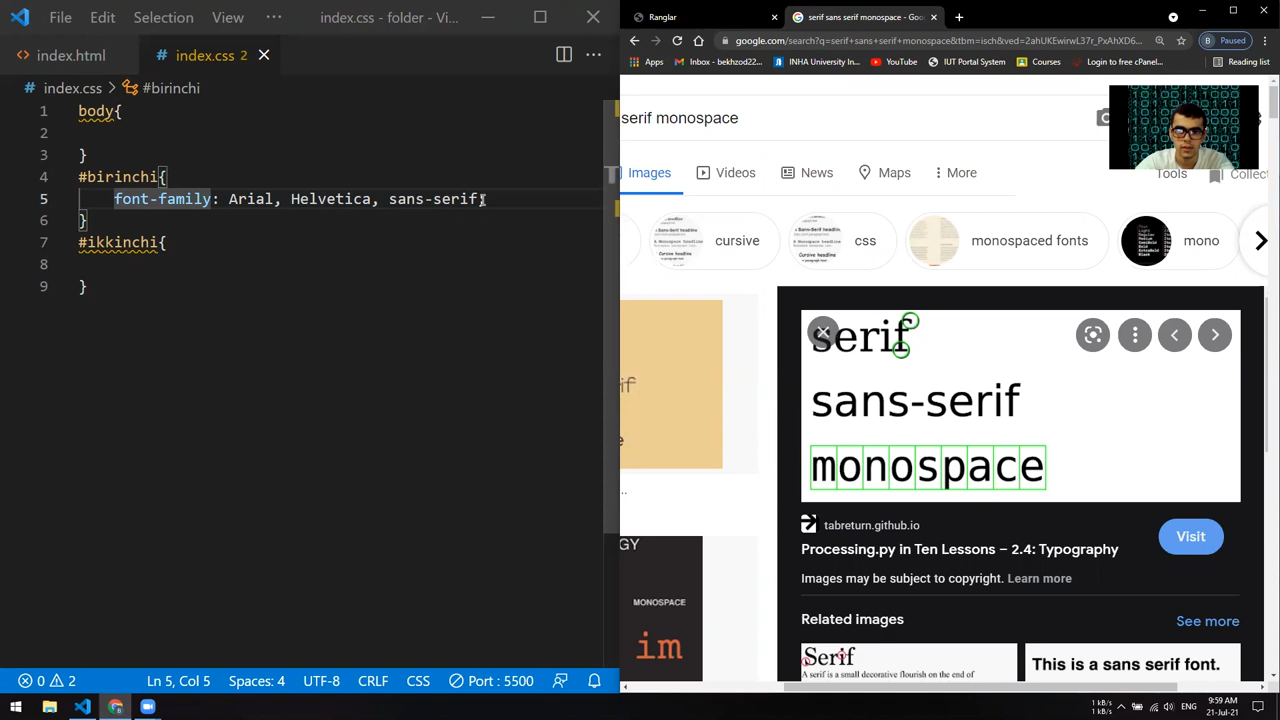 File Edit Selection View ··· index.css - folder - Vi...
index.html
index.css 2
index.css > #birinchi
1 body{
2
3 }
4 #birinchi{
5 font-family: Arial, Helvetica, sans-serif;
6 }
7 #ikkinchi{
8
9 }
0 2
Ln 5, Col 5 Spaces: 4 UTF-8 CRLF CSS Port : 5500
Ranglar
serif sans serif monospace - Goo
google.com/search?q=serif+sans+serif+monospace&tbm=isch&ved=2ahUKEwirwL37r_PxAhXD6...
B Paused
Apps
Inbox - bekhzod22...
INHA University in...
YouTube
IUT Portal System
Courses
Login to free cPanel...
Reading list
serif monospace
Images
Videos
News
Maps
More
Tools
Collect
cursive
css
monospaced fonts
mono
serif
sans-serif
monospace
tabreturn.github.io
Visit
Processing.py in Ten Lessons – 2.4: Typography
Images may be subject to copyright. Learn more
Related images
See more
GY
MONOSPACE
im
Serif
A serif is a small decorative flourish on the end of
This is a sans serif font.
1 kB/s
1 kB/s
ENG
9:59 AM
21-Jul-21